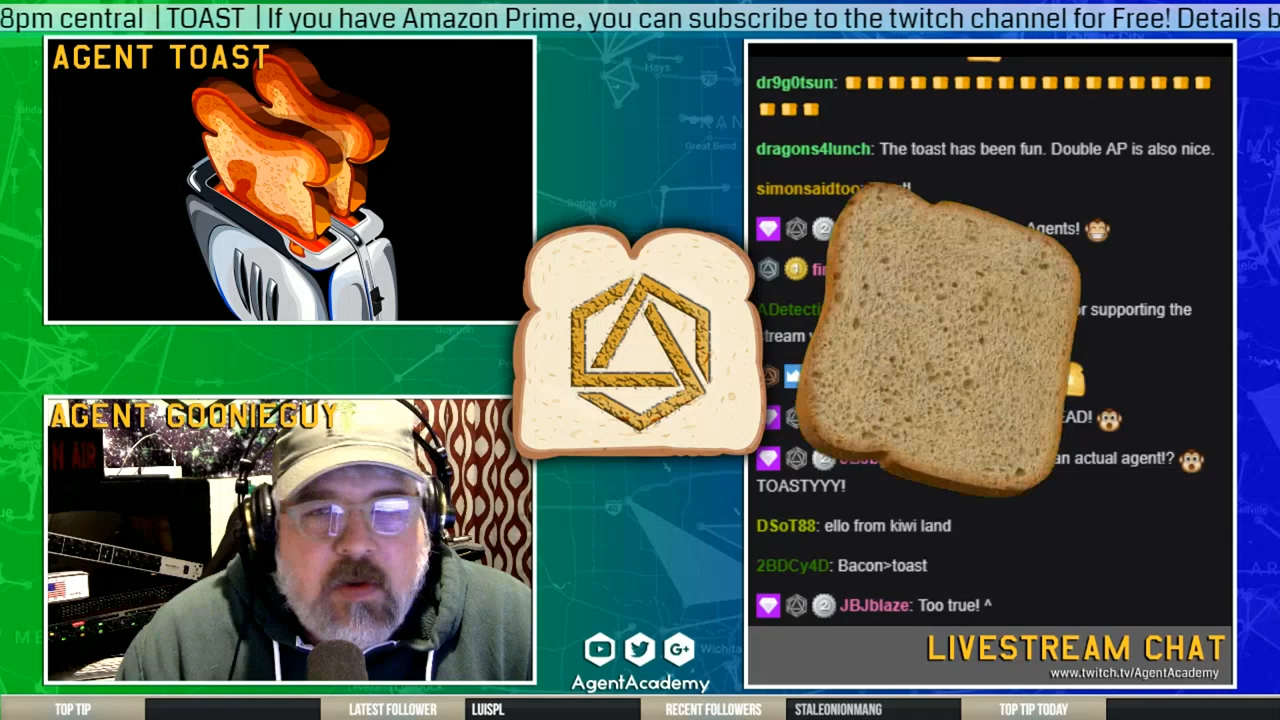 8pm central | TOAST | If you have Amazon Prime, you can subscribe to the twitch channel for Free! Details b
AGENT TOAST
AGENT GOONIEGUY
ON AIR
dr9g0tsun:
dragons4lunch: The toast has been fun. Double AP is also nice.
simonsaidtoo
Agents!
supporting the
an actual agent!?
TOASTYYY!
DSoT88: ello from kiwi land
2BDCy4D: Bacon>toast
JBJblaze: Too true! ^
LIVESTREAM CHAT
www.twitch.tv/AgentAcademy
G+
AgentAcademy
TOP TIP
LATEST FOLLOWER
LUISPL
RECENT FOLLOWERS
STALEONIONMANG
TOP TIP TODAY